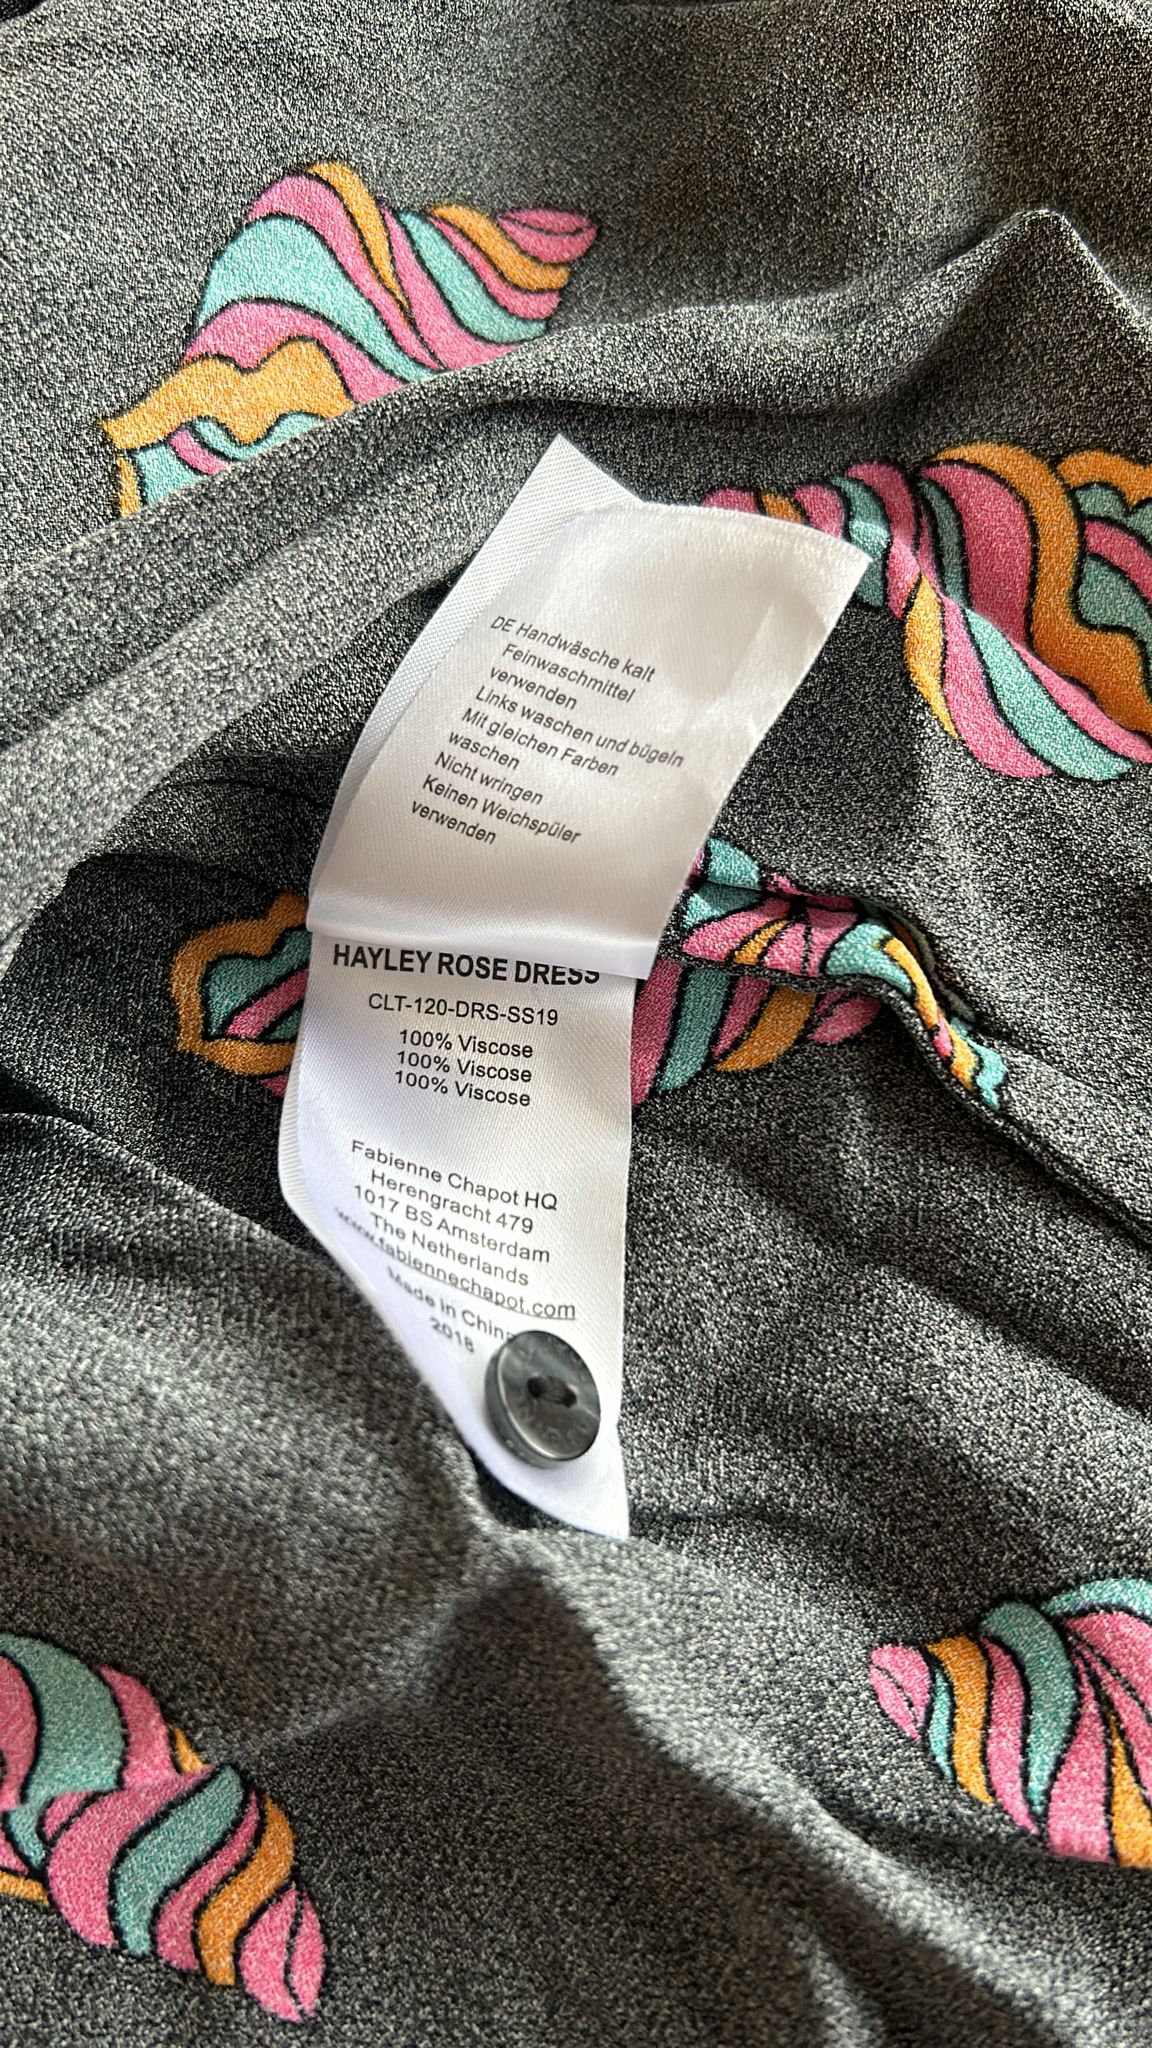 DE Handwäsche kalt
Feinwaschmittel
verwenden
Links waschen und bügeln
Mit gleichen Farben
waschen
Nicht wringen
Keinen Weichspüler
verwenden
HAYLEY ROSE DRESS
CLT-120-DRS-SS19
100% Viscose
100% Viscose
100% Viscose
Fabienne Chapot HQ
Herengracht 479
1017 BS Amsterdam
The Netherlands
www.fabiennechapot.com
Made in China
2018